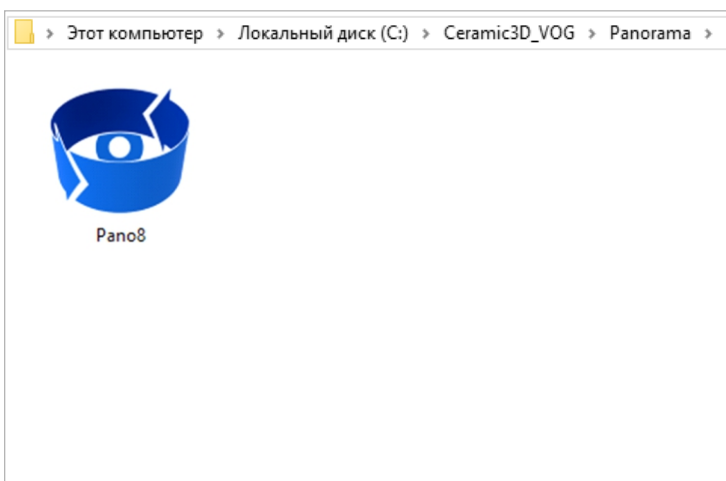 Этот компьютер > Локальный диск (C:) > Ceramic3D_VOG > Panorama >
Pano8